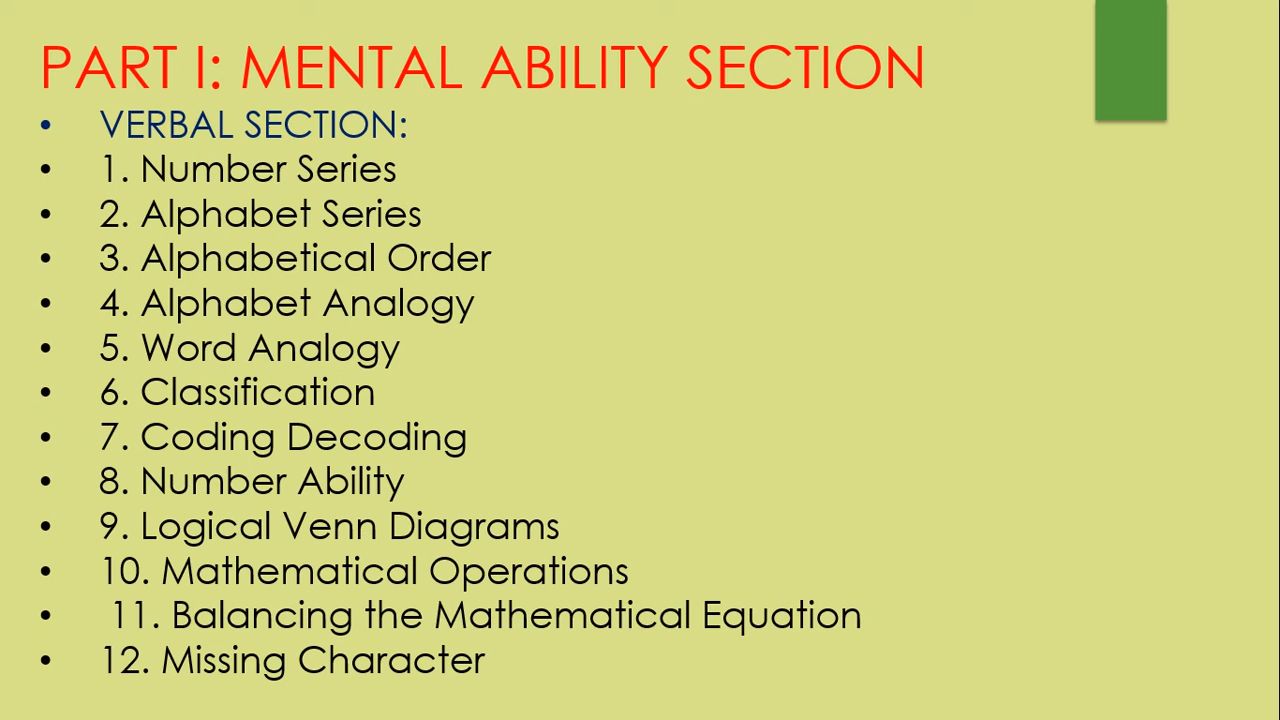 PART I: MENTAL ABILITY SECTION
• VERBAL SECTION:
• 1. Number Series
• 2. Alphabet Series
• 3. Alphabetical Order
• 4. Alphabet Analogy
• 5. Word Analogy
• 6. Classification
• 7. Coding Decoding
• 8. Number Ability
• 9. Logical Venn Diagrams
• 10. Mathematical Operations
• 11. Balancing the Mathematical Equation
• 12. Missing Character